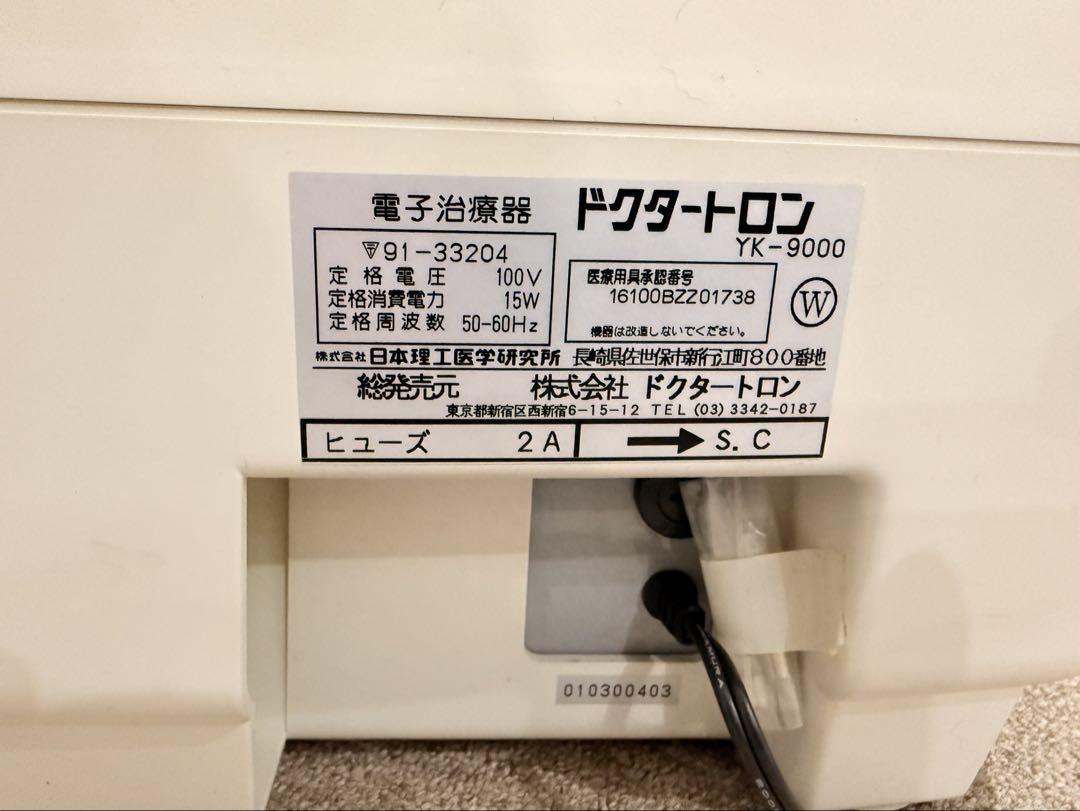 電子治療器 ドクタートロン
YK-9000
91-33204
定格電圧 100V
定格消費電力 15W
定格周波数 50-60Hz
医療用具承認番号
16100BZZ01738
機器は改造しないでください。
W
株式会社 日本理工医学研究所 長崎県佐世保市新行江町800番地
総発売元 株式会社 ドクタートロン
東京都新宿区西新宿6-15-12 TEL (03) 3342-0187
ヒューズ 2A → S.C
010300403